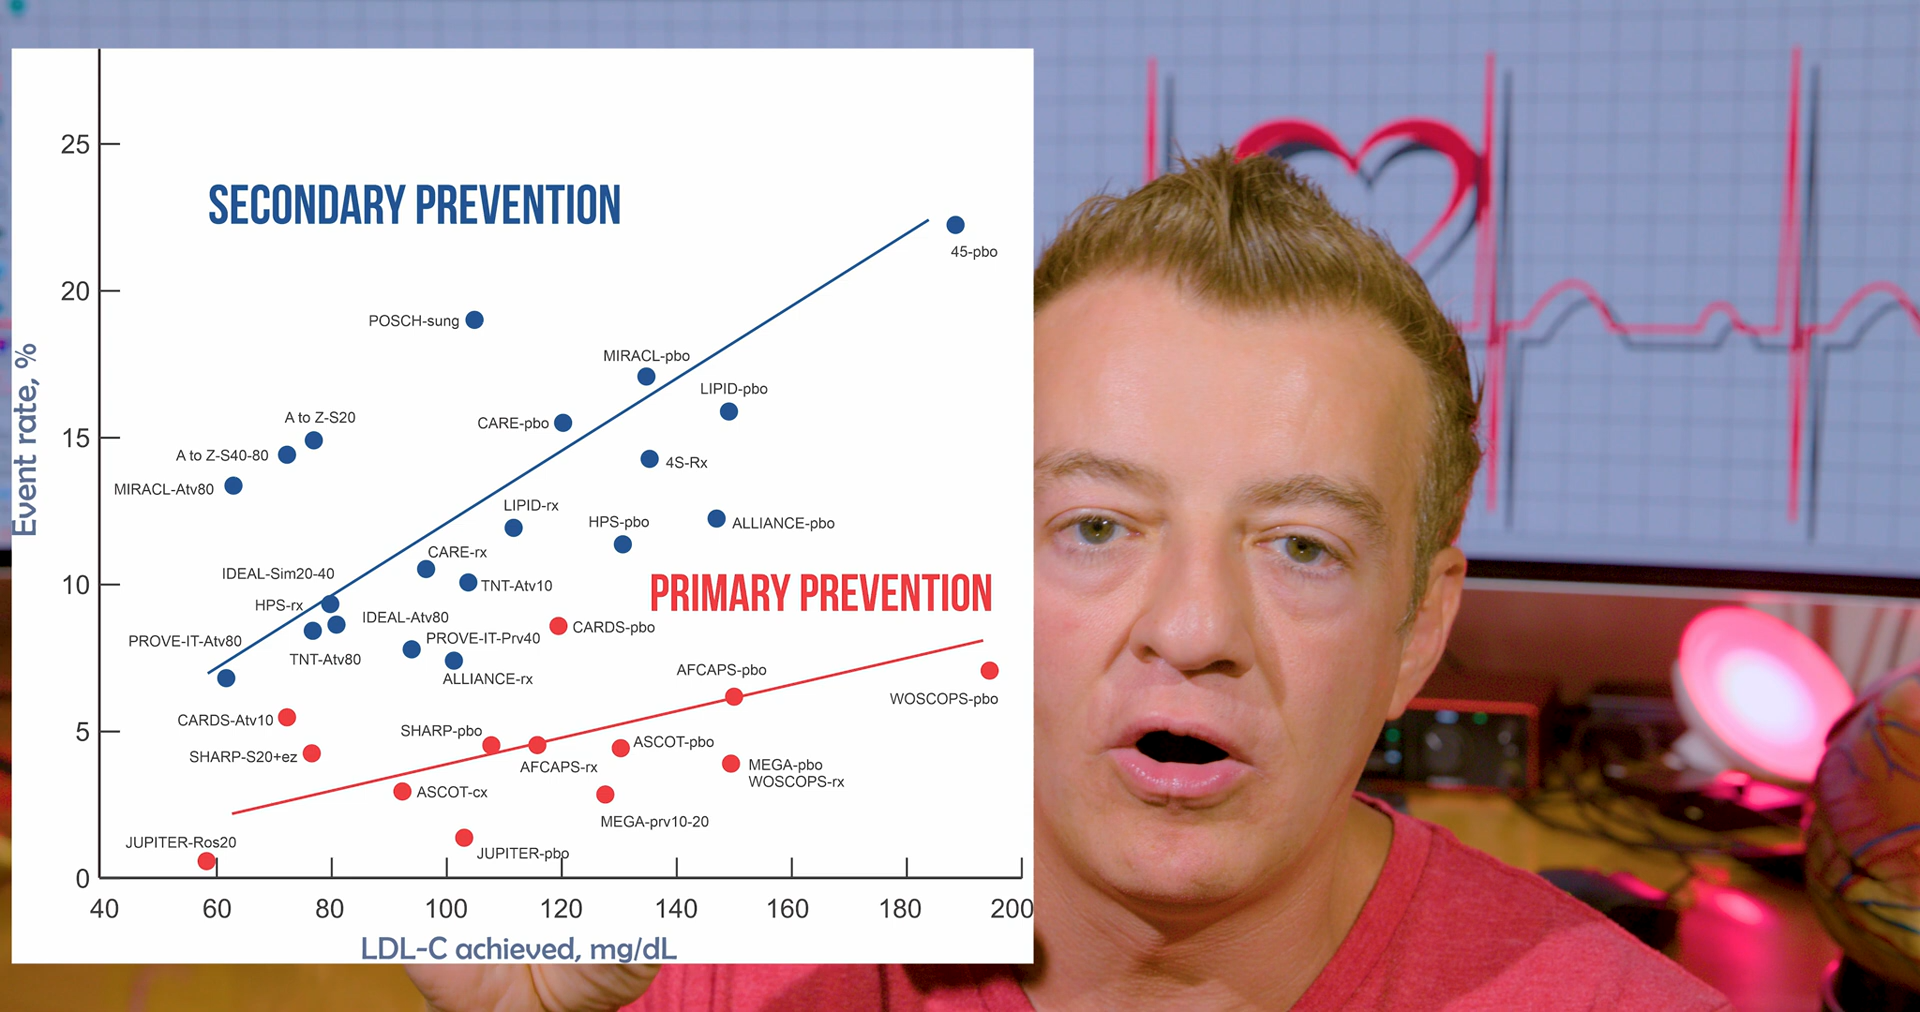 25
SECONDARY PREVENTION
45-pbo
20
POSCH-sung
MIRACL-pbo
LIPID-pbo
A to Z-S20
CARE-pbo
15
A to Z-S40-80
4S-Rx
MIRACL-Atv80
LIPID-rx
HPS-pbo
ALLIANCE-pbo
Event rate, %
CARE-rx
IDEAL-Sim20-40
10
TNT-Atv10
PRIMARY PREVENTION
HPS-rx
IDEAL-Atv80
CARDS-pbo
PROVE-IT-Atv80
PROVE-IT-Prv40
TNT-Atv80
AFCAPS-pbo
ALLIANCE-rx
WOSCOPS-pbo
CARDS-Atv10
5
SHARP-pbo
ASCOT-pbo
SHARP-S20+ez
AFCAPS-rx
MEGA-pbo
WOSCOPS-rx
ASCOT-cx
MEGA-prv10-20
JUPITER-Ros20
JUPITER-pbo
0
40 60 80 100 120 140 160 180 200
LDL-C achieved, mg/dL